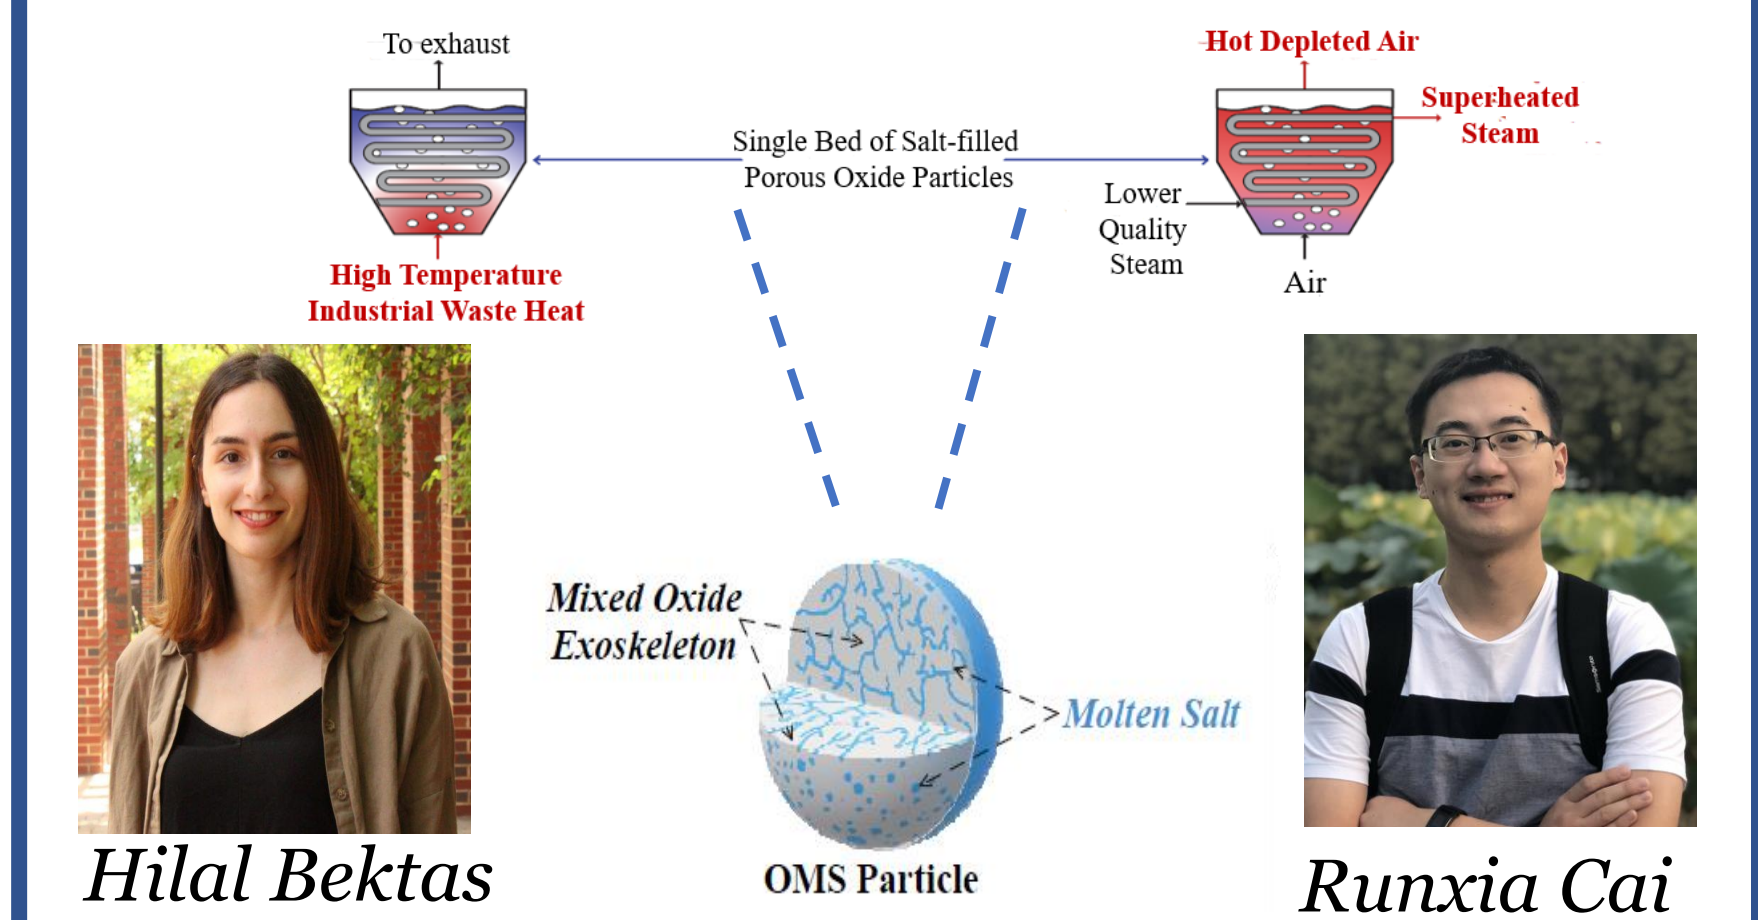 To exhaust
High Temperature
Industrial Waste Heat
Single Bed of Salt-filled
Porous Oxide Particles
Hot Depleted Air
Superheated
Steam
Lower
Quality
Steam
Air
Mixed Oxide
Exoskeleton
Molten Salt
OMS Particle
Hilal Bektas
Runxia Cai